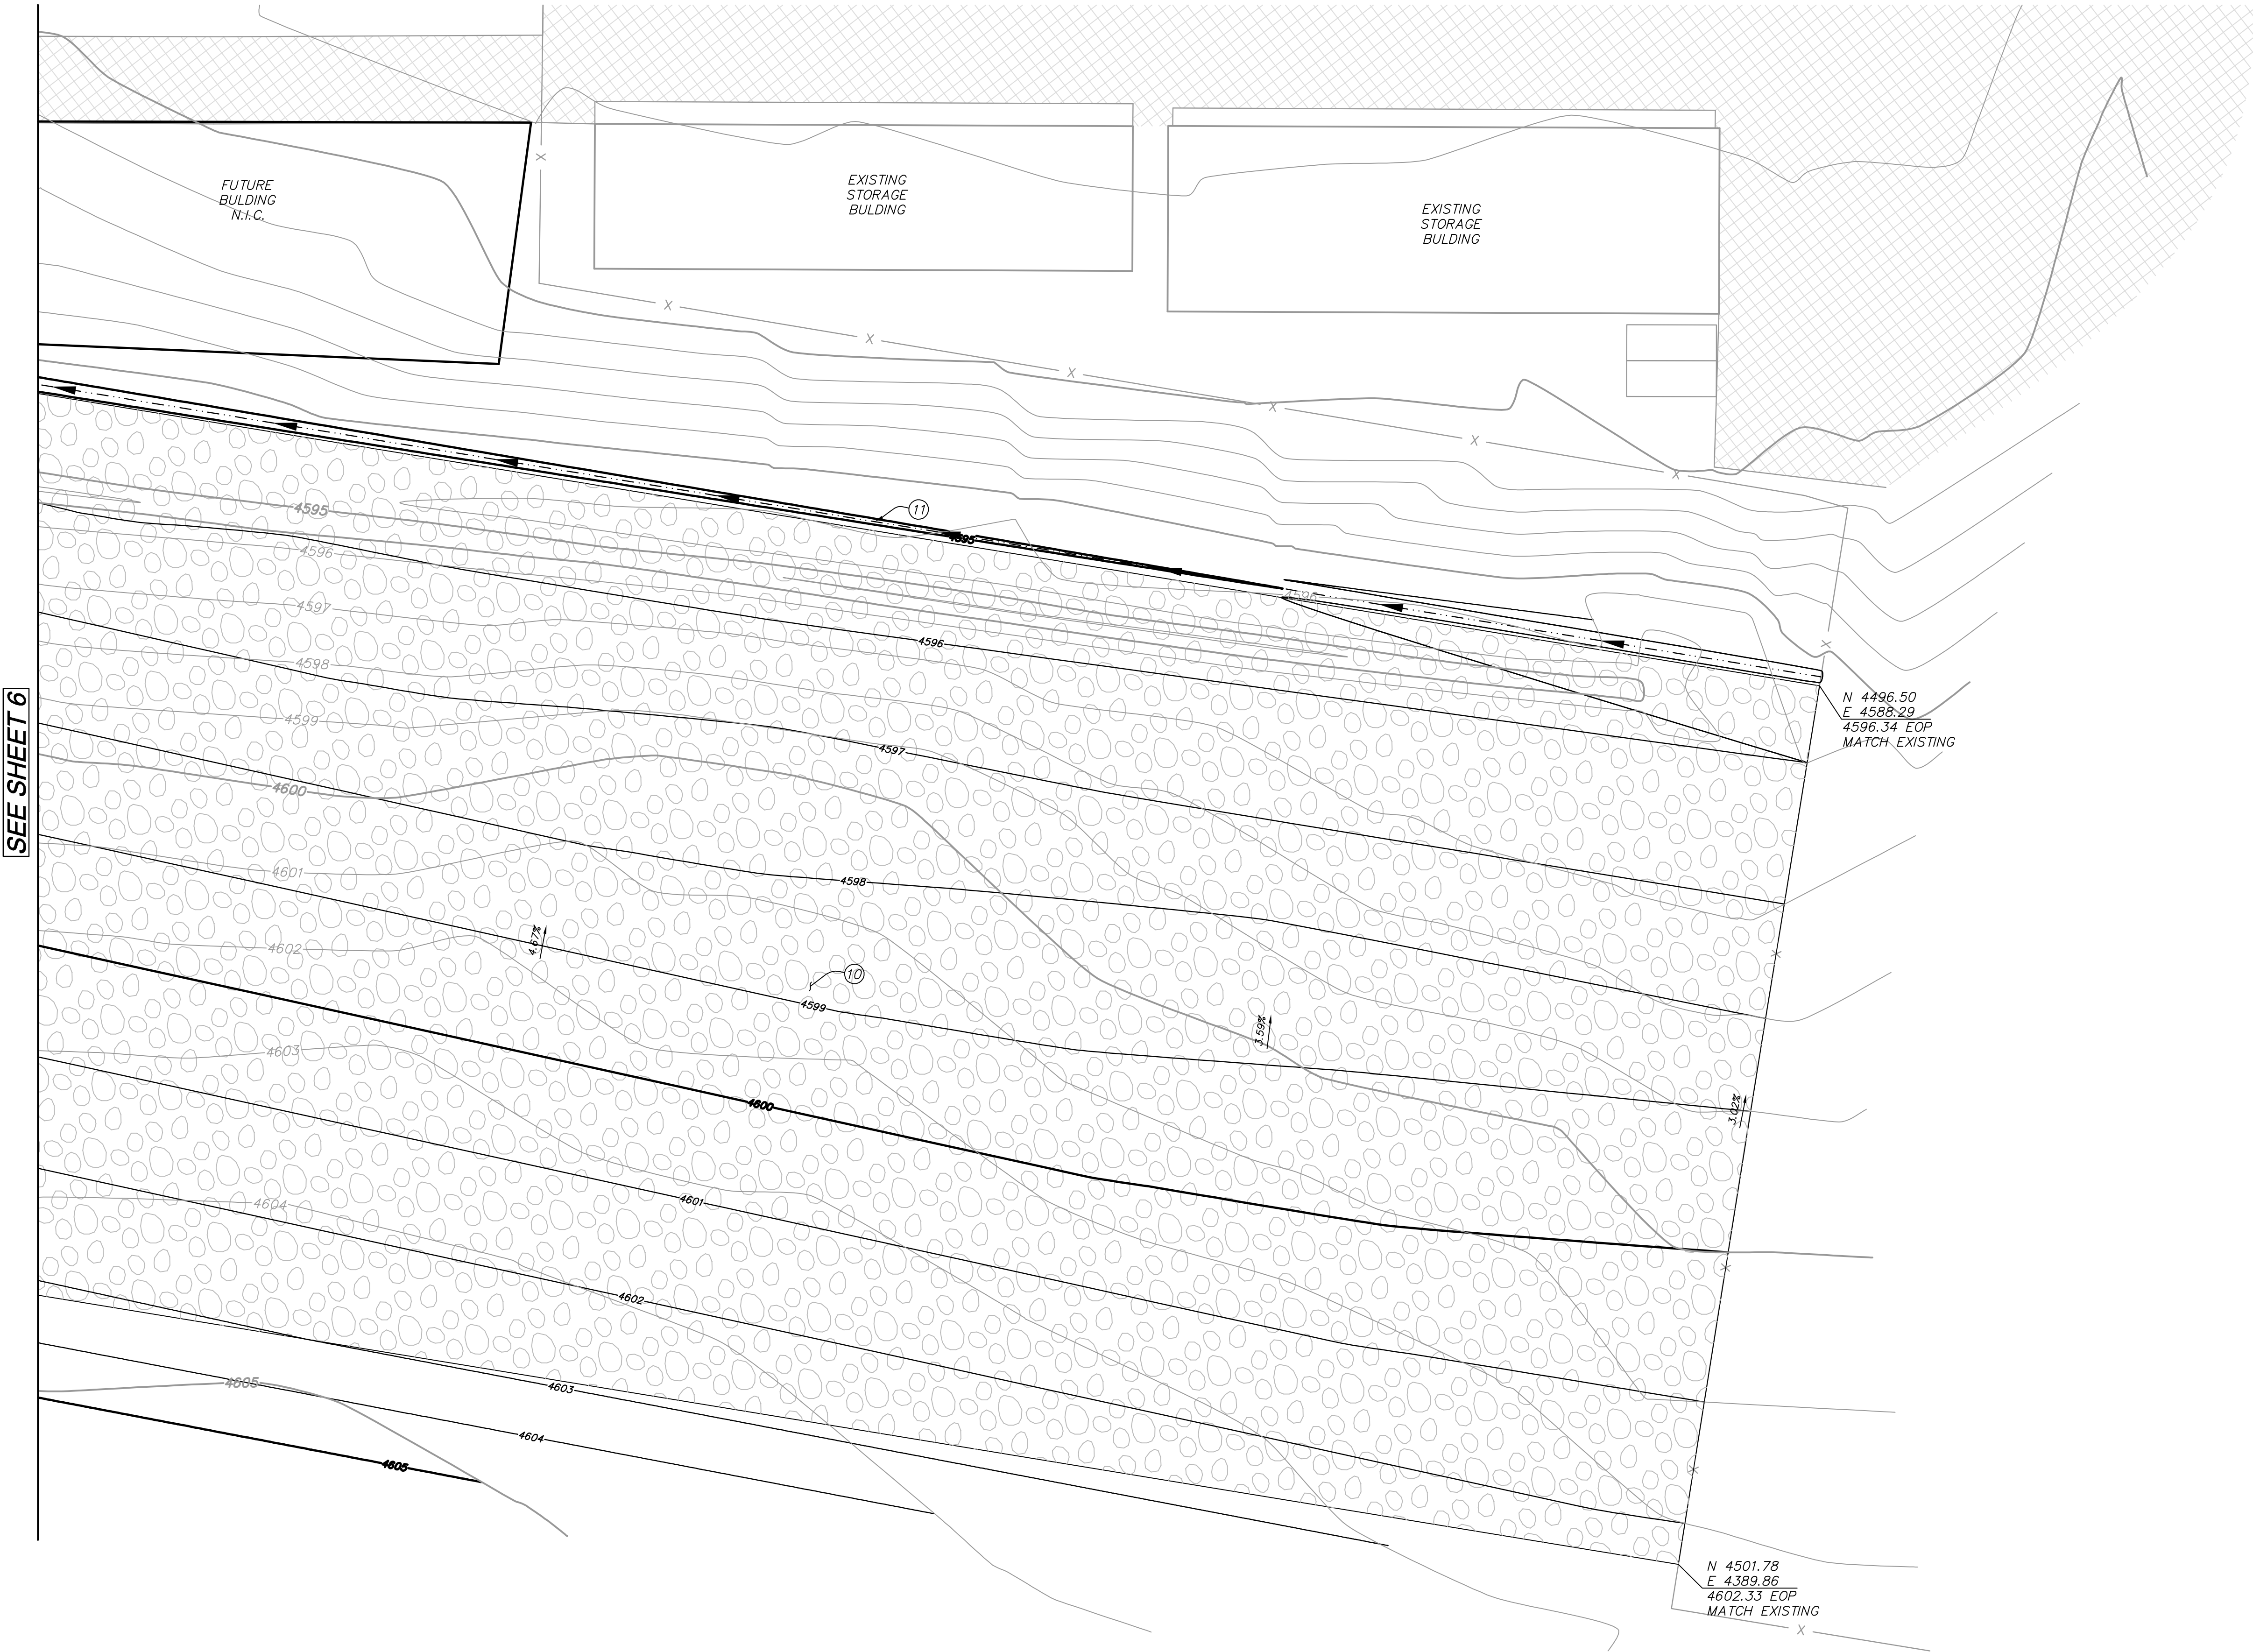 FUTURE
BULDING
N.I.C.
EXISTING
STORAGE
BULDING
EXISTING
STORAGE
BULDING
X
X
X
X
X
X
X
X
4595
11
4595
4596
4596
4597
4596
4598
N 4496.50
E 4588.29
4596.34 EOP
MATCH EXISTING
SEE SHEET 6
4599
4597
4600
4601
4598
4602
4.67%
X
10
4599
3.59%
4603
3.02%
4600
4604
4601
X
4602
4605
4603
4604
4605
X
N 4501.78
E 4389.86
4602.33 EOP
MATCH EXISTING
X